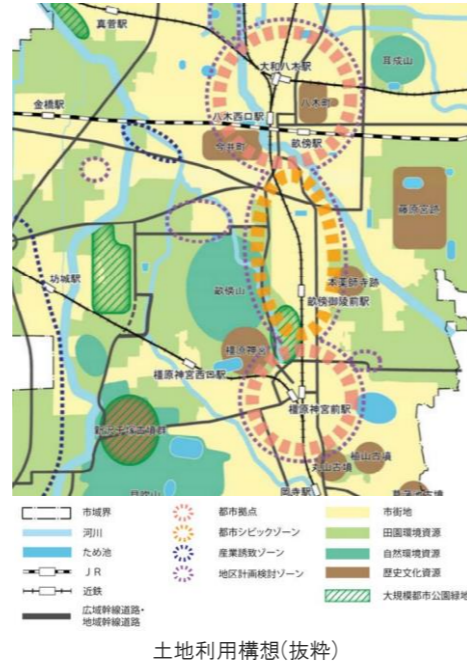 真菅駅
大和八木駅
耳成山
金橋駅
八木西口駅
八木町
畝傍駅
今井町
藤原宮跡
坊城駅
畝傍山
本薬師寺跡
畝傍御陵前駅
橿原神宮
橿原神宮西口駅
橿原神宮前駅
新沢千塚古墳群
植山古墳
丸山古墳
岡寺駅
貝吹山
市域界
河川
ため池
ＪＲ
近鉄
広域幹線道路・
地域幹線道路
都市拠点
都市シビックゾーン
産業誘致ゾーン
地区計画検討ゾーン
市街地
田園環境資源
自然環境資源
歴史文化資源
大規模都市公園緑地
土地利用構想(抜粋)